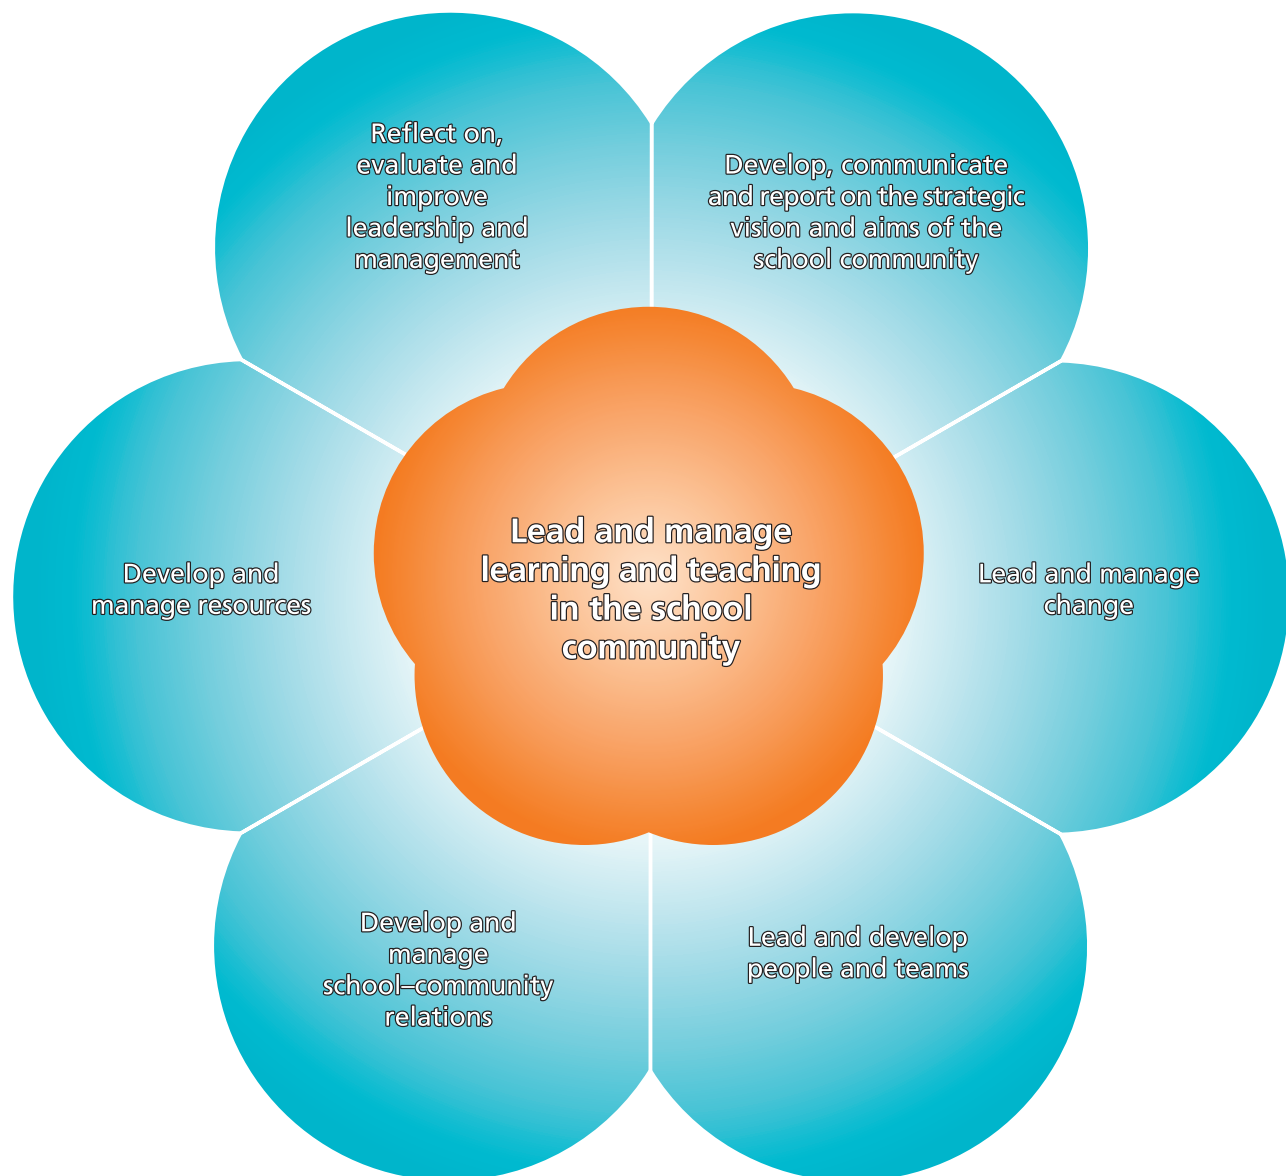 Reflect on,
evaluate and
improve
leadership and
management
Develop, communicate
and report on the strategic
vision and aims of the
school community
Develop and
manage resources
Lead and manage
learning and teaching
in the school
community
Lead and manage
change
Develop and
manage
school–community
relations
Lead and develop
people and teams